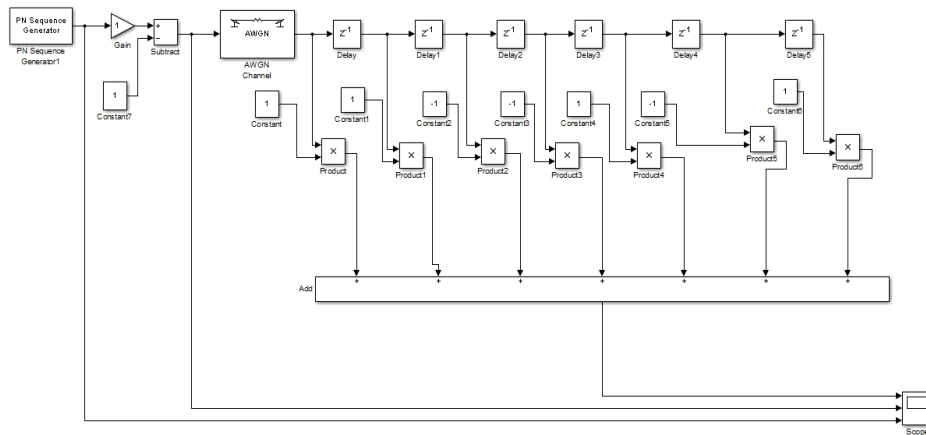 PN Sequence
Generator
PN Sequence
Generator1
1
Gain
+
−
Subtract
1
Constant7
AWGN
AWGN
Channel
z-1
Delay
z-1
Delay1
z-1
Delay2
z-1
Delay3
z-1
Delay4
z-1
Delay5
1
Constant
1
Constant1
-1
Constant2
-1
Constant3
1
Constant4
-1
Constant5
1
Constant6
×
Product
×
Product1
×
Product2
×
Product3
×
Product4
×
Product5
×
Product6
Add
+ + + + + + +
Scope